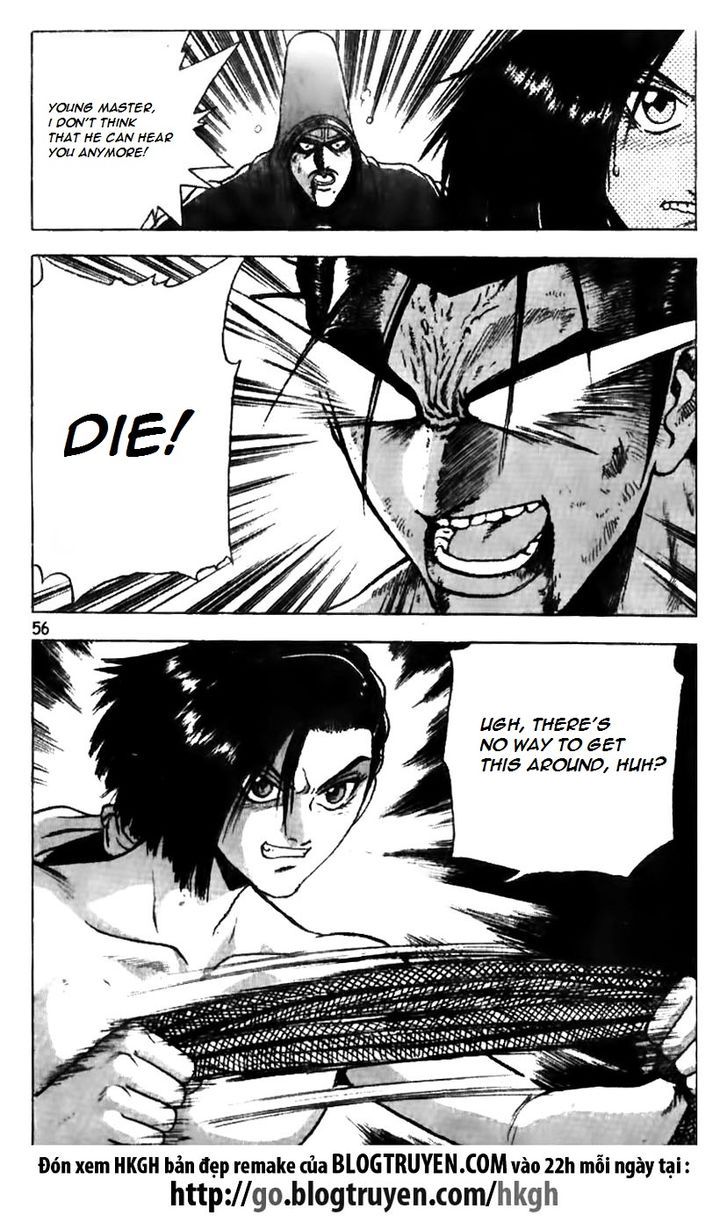 YOUNG MASTER,
I DON'T THINK
THAT HE CAN HEAR
YOU ANYMORE!
DIE!
56
UGH, THERE'S
NO WAY TO GET
THIS AROUND, HUH?
Đón xem HKGH bản đẹp remake của BLOGTRUYEN.COM vào 22h mỗi ngày tại :
http://go.blogtruyen.com/hkgh